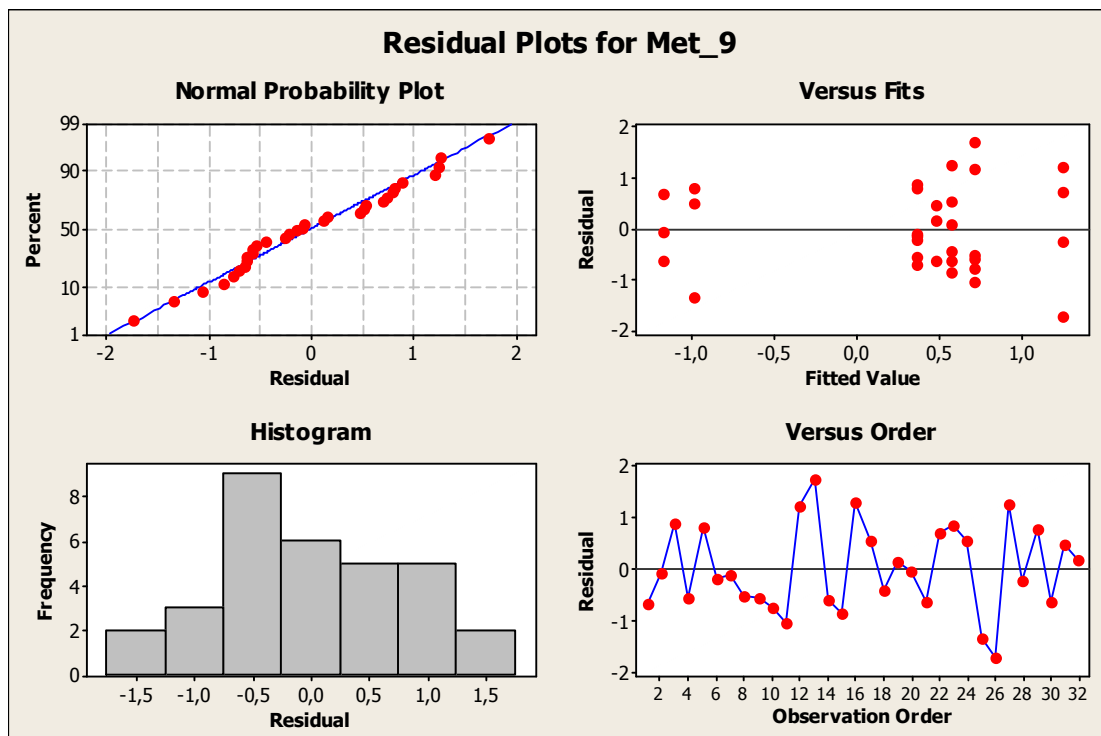 Residual Plots for Met_9
Normal Probability Plot
99
90
50
10
1
Percent
-2 -1 0 1 2
Residual
Versus Fits
2
1
0
-1
-2
Residual
-1,0 -0,5 0,0 0,5 1,0
Fitted Value
Histogram
8
6
4
2
0
Frequency
-1,5 -1,0 -0,5 0,0 0,5 1,0 1,5
Residual
Versus Order
2
1
0
-1
-2
Residual
2 4 6 8 10 12 14 16 18 20 22 24 26 28 30 32
Observation Order